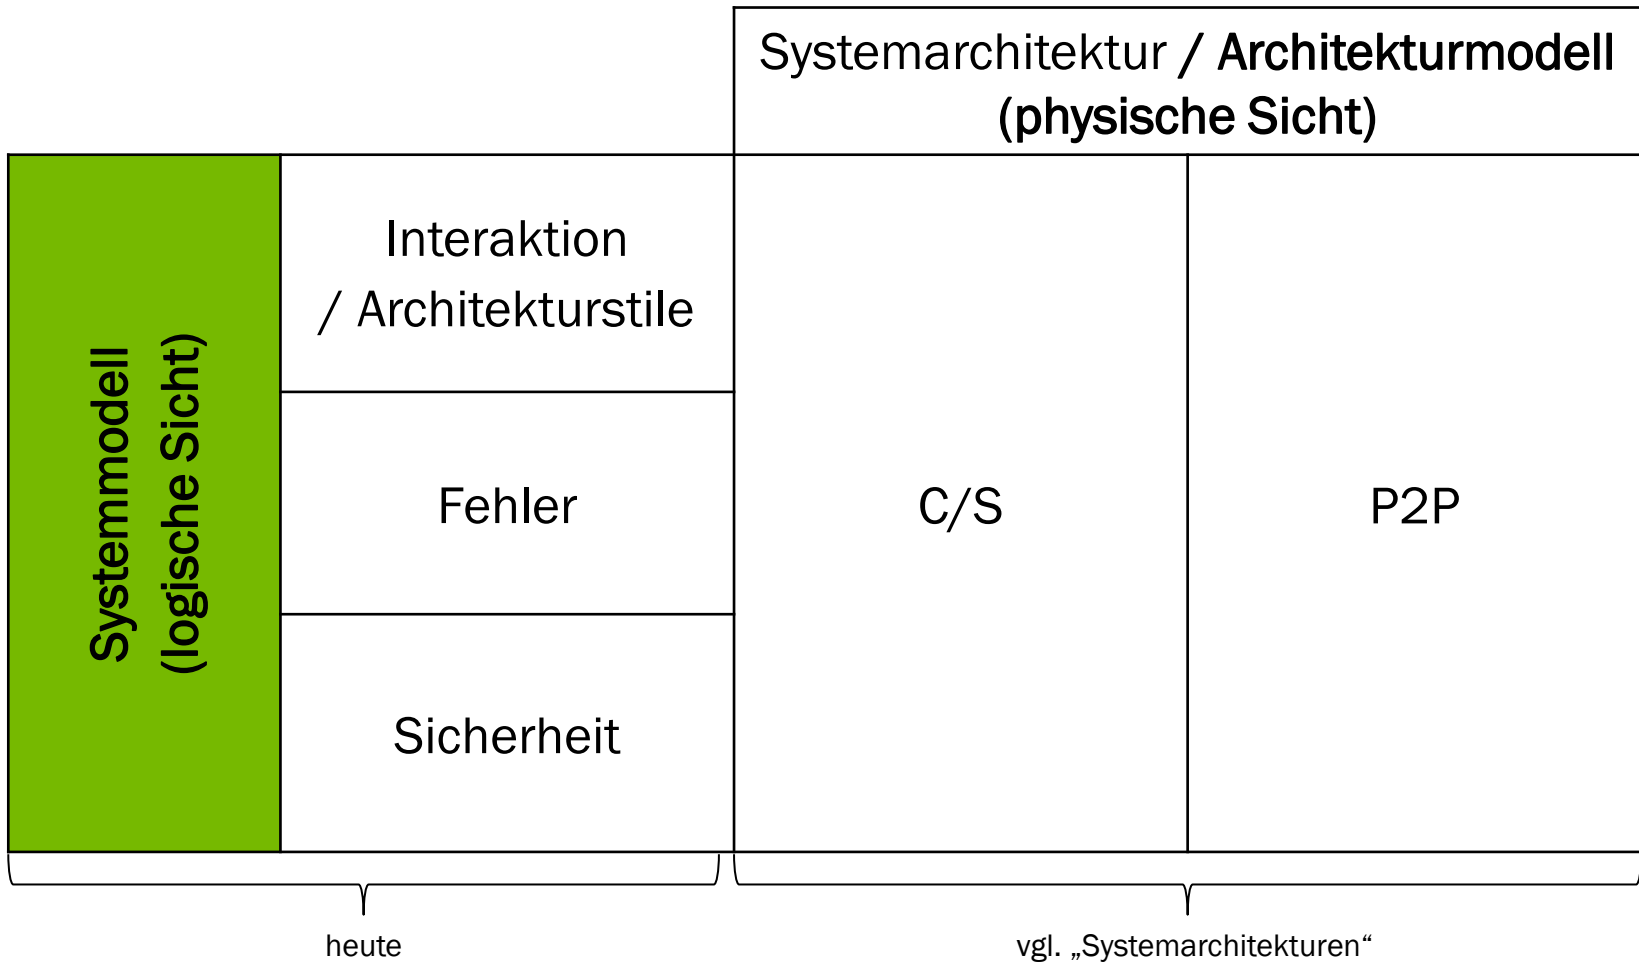 Systemarchitektur / Architekturmodell
(physische Sicht)
Systemmodell
(logische Sicht)
Interaktion
/ Architekturstile
Fehler
Sicherheit
C/S
P2P
heute
vgl. „Systemarchitekturen“